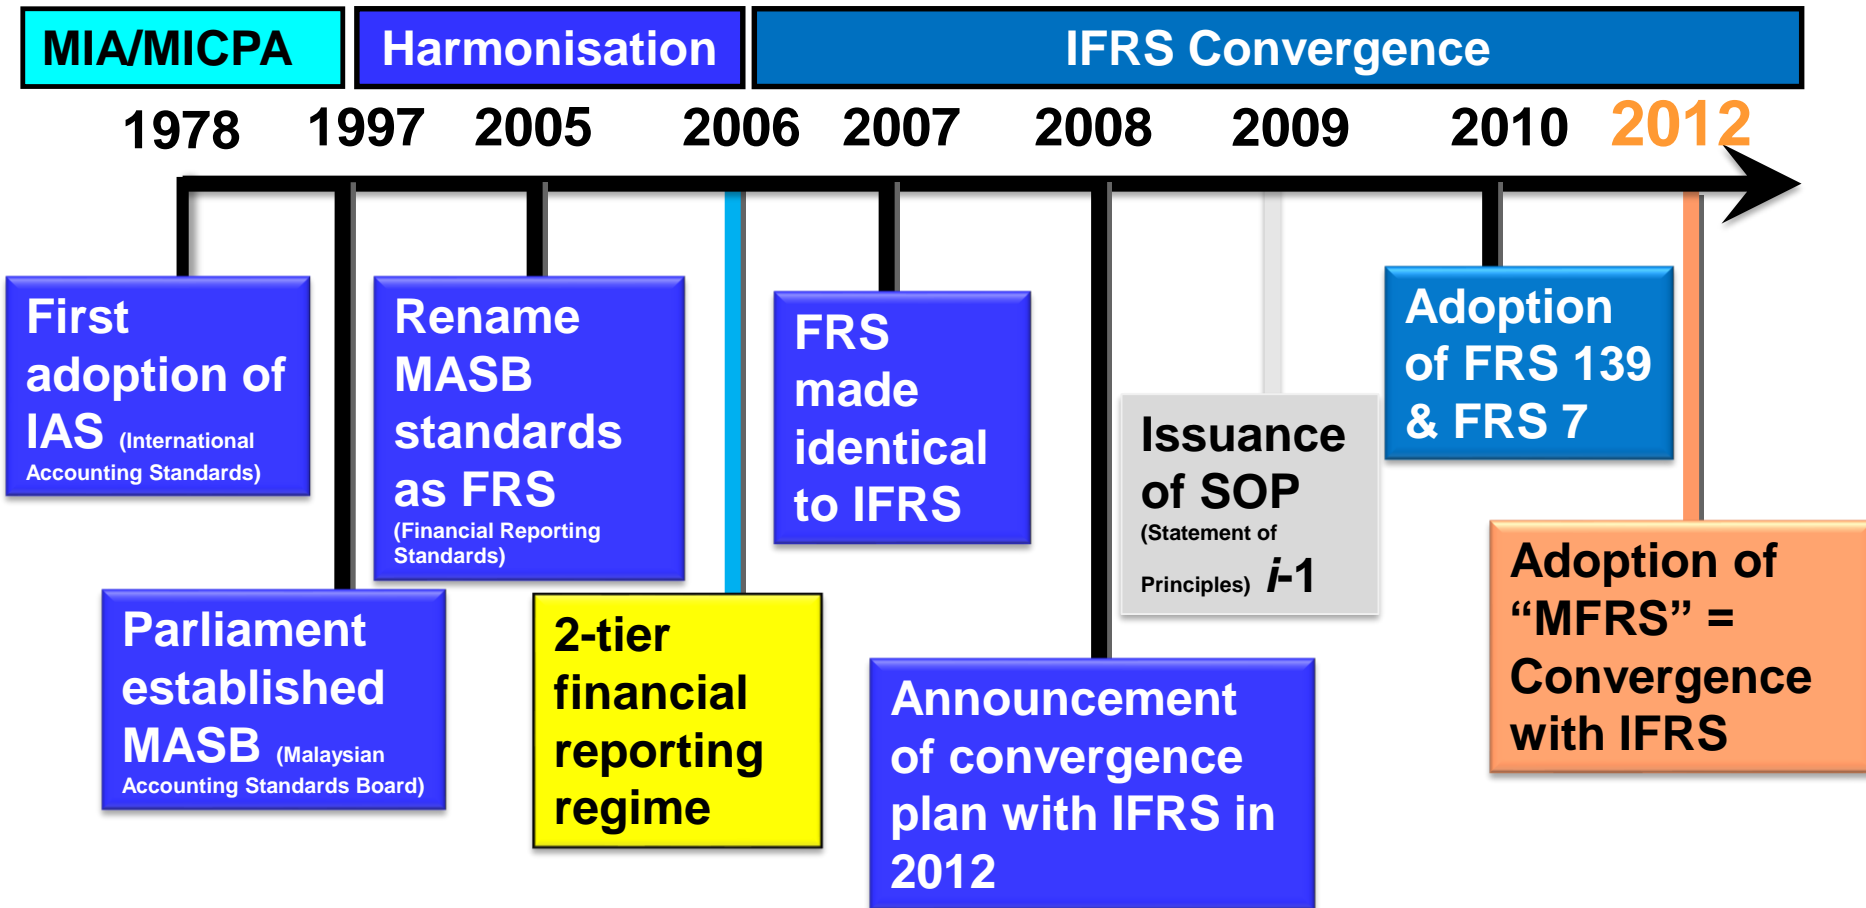 MIA/MICPA
Harmonisation
IFRS Convergence
1978
1997
2005
2006
2007
2008
2009
2010
2012
First
adoption of
IAS (International
Accounting Standards)
Parliament
established
MASB (Malaysian
Accounting Standards Board)
Rename
MASB
standards
as FRS
(Financial Reporting
Standards)
2-tier
financial
reporting
regime
FRS
made
identical
to IFRS
Announcement
of convergence
plan with IFRS in
2012
Issuance
of SOP
(Statement of
Principles) i-1
Adoption
of FRS 139
& FRS 7
Adoption of
“MFRS” =
Convergence
with IFRS